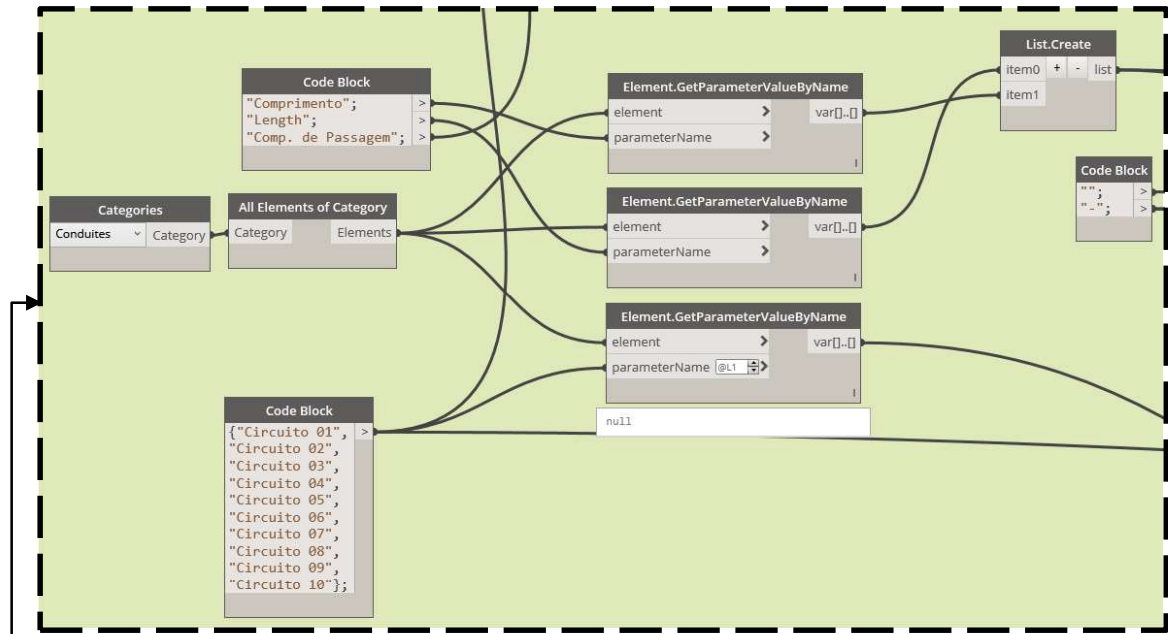 List.Create
item0 + - list
item1
Code Block
"Comprimento"; >
"Length"; >
"Comp. de Passagem"; >
Element.GetParameterValueByName
element > var[]..[]
parameterName >
l
Code Block
""; >
"-"; >
Categories
Conduites Category
All Elements of Category
Category Elements
Element.GetParameterValueByName
element > var[]..[]
parameterName >
l
Element.GetParameterValueByName
element > var[]..[]
parameterName @L1 >
l
null
Code Block
{"Circuito 01", >
"Circuito 02",
"Circuito 03",
"Circuito 04",
"Circuito 05",
"Circuito 06",
"Circuito 07",
"Circuito 08",
"Circuito 09",
"Circuito 10"};